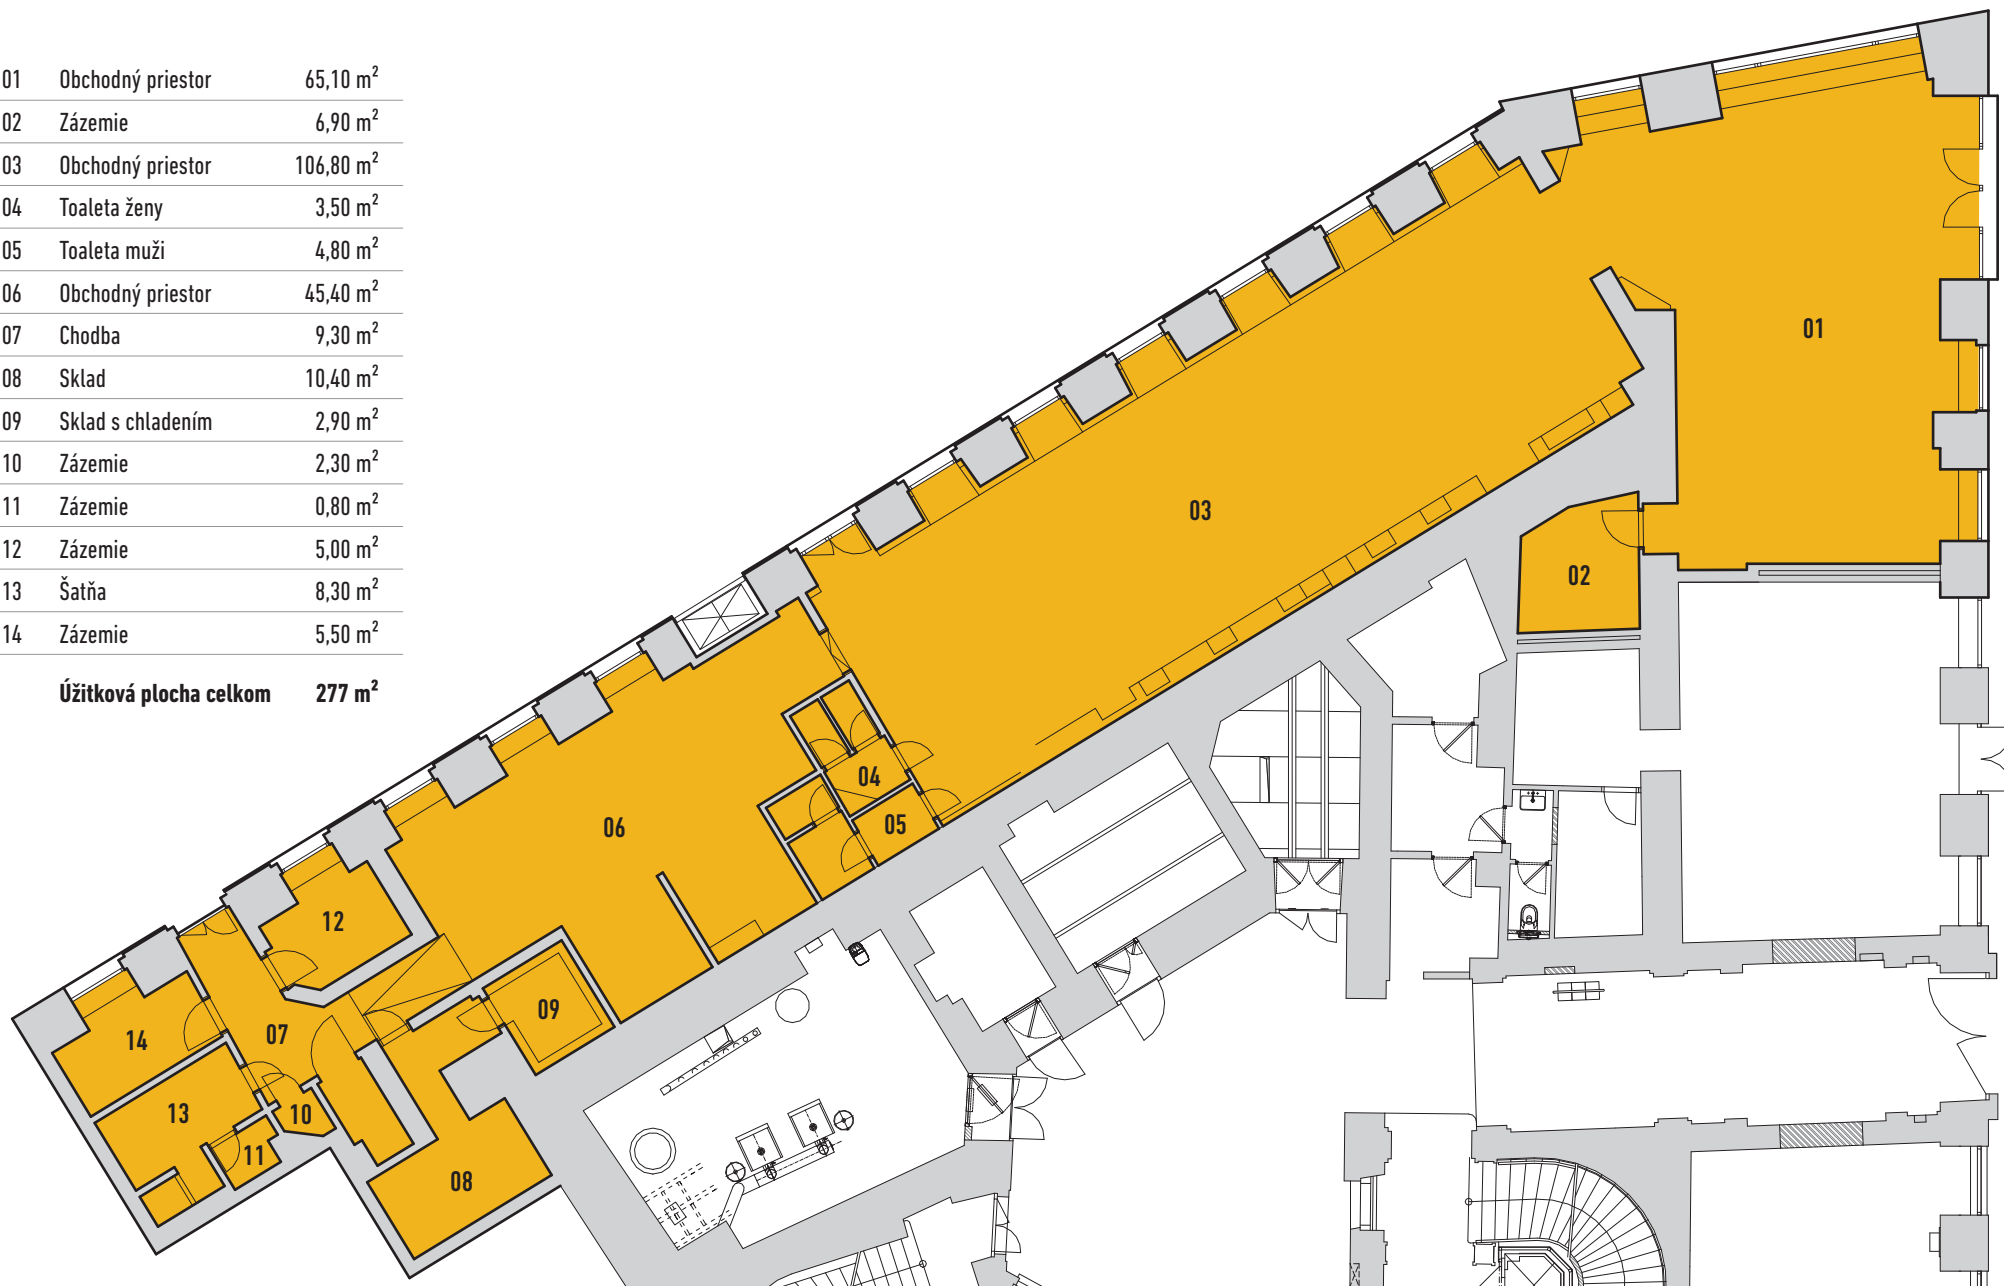 01 Obchodný priestor 65,10 m²
02 Zázemie 6,90 m²
03 Obchodný priestor 106,80 m²
04 Toaleta ženy 3,50 m²
05 Toaleta muži 4,80 m²
06 Obchodný priestor 45,40 m²
07 Chodba 9,30 m²
08 Sklad 10,40 m²
09 Sklad s chladením 2,90 m²
10 Zázemie 2,30 m²
11 Zázemie 0,80 m²
12 Zázemie 5,00 m²
13 Šatňa 8,30 m²
14 Zázemie 5,50 m²
Úžitková plocha celkom 277 m²
01
03
02
04
05
06
12
09
07
14
13
10
11
08